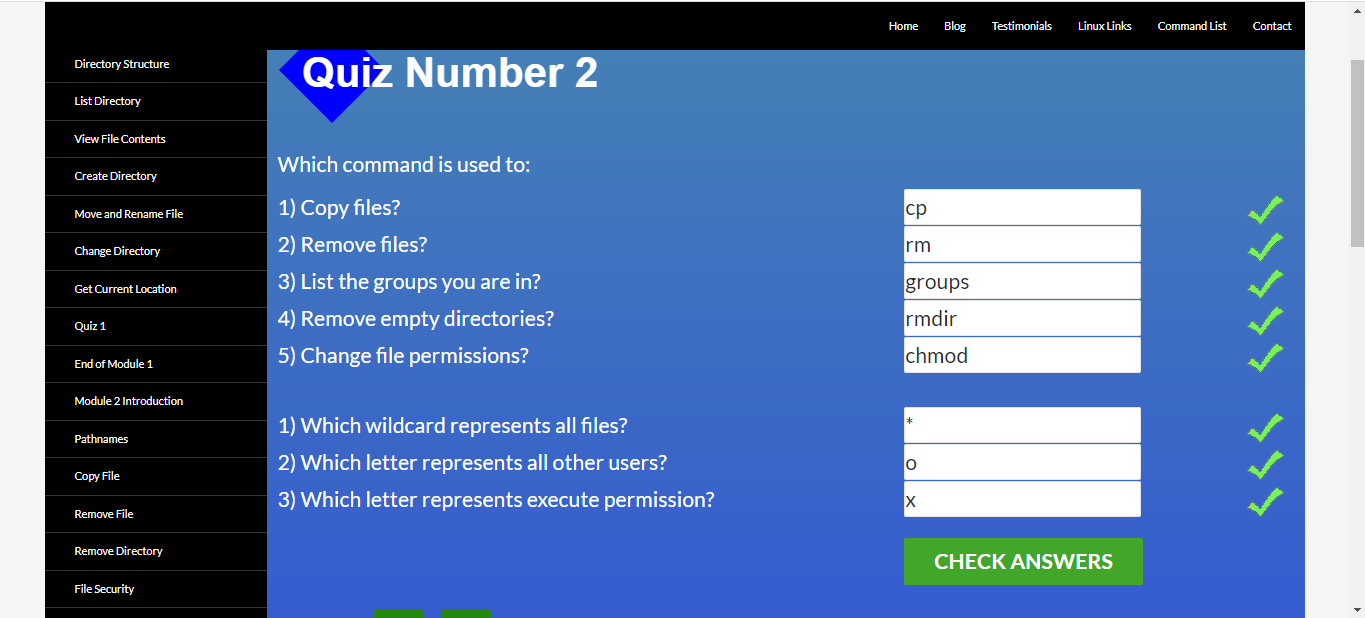 Home Blog Testimonials Linux Links Command List Contact
Directory Structure
List Directory
View File Contents
Create Directory
Move and Rename File
Change Directory
Get Current Location
Quiz 1
End of Module 1
Module 2 Introduction
Pathnames
Copy File
Remove File
Remove Directory
File Security
Quiz Number 2
Which command is used to:
1) Copy files? cp
2) Remove files? rm
3) List the groups you are in? groups
4) Remove empty directories? rmdir
5) Change file permissions? chmod
1) Which wildcard represents all files? *
2) Which letter represents all other users? o
3) Which letter represents execute permission? x
CHECK ANSWERS